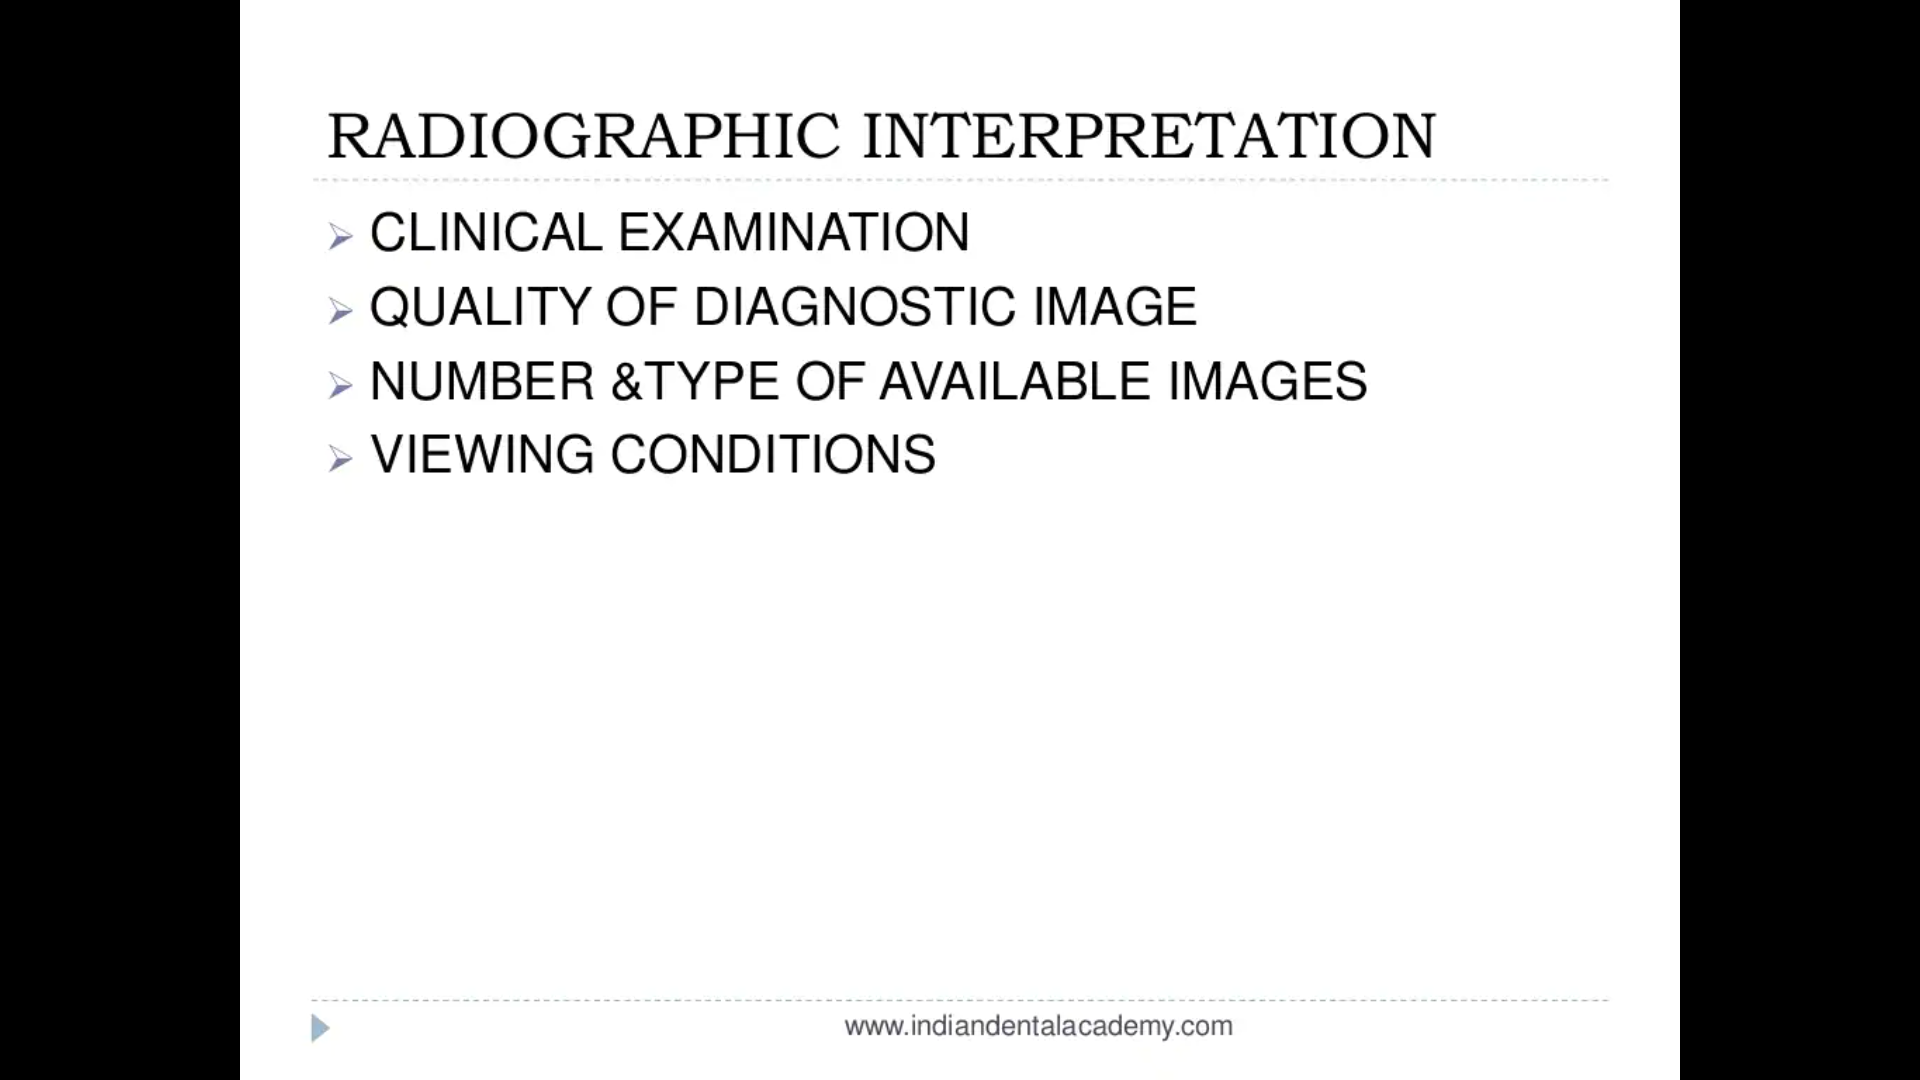 RADIOGRAPHIC INTERPRETATION
CLINICAL EXAMINATION
QUALITY OF DIAGNOSTIC IMAGE
NUMBER &TYPE OF AVAILABLE IMAGES
VIEWING CONDITIONS
www.indiandentalacademy.com